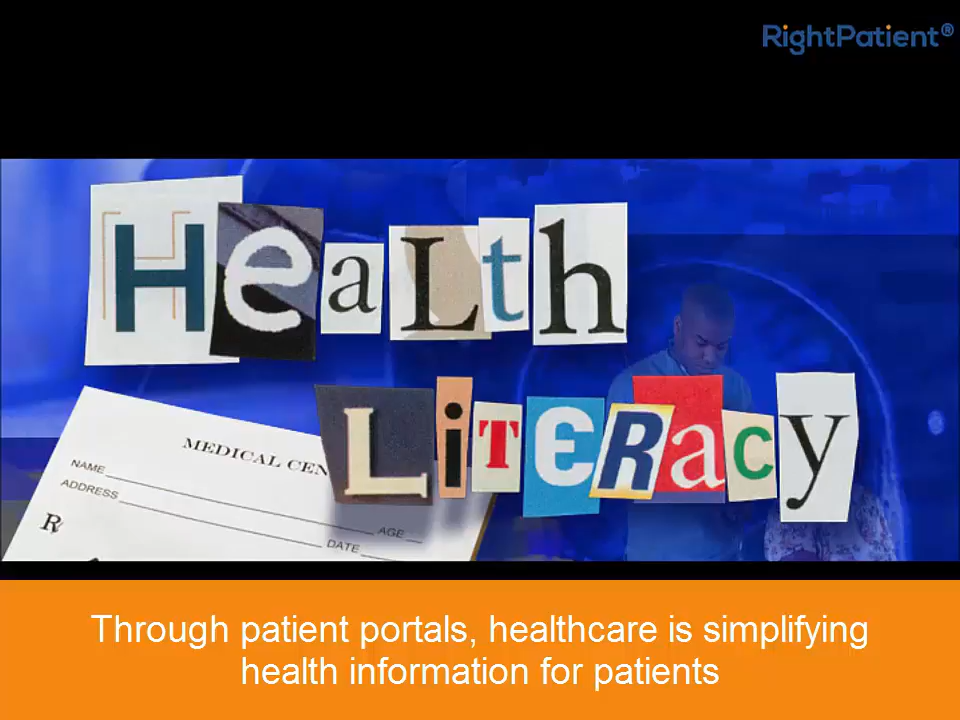 RightPatient®
Health
Literacy
MEDICAL CEN
NAME
ADDRESS
AGE
DATE
R
Through patient portals, healthcare is simplifying
health information for patients